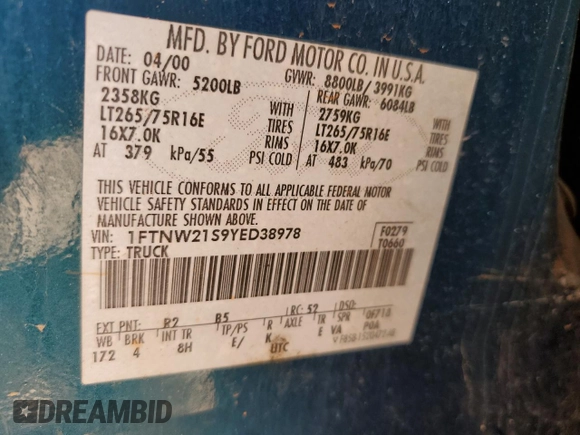 MFD. BY FORD MOTOR CO. IN U.S.A.
DATE: 04/00 GVWR: 8800LB/3991KG
FRONT GAWR: 5200LB REAR GAWR: 6084LB
2358KG WITH 2759KG WITH
LT265/75R16E TIRES LT265/75R16E TIRES
16X7.0K RIMS 16X7.0K RIMS
AT 379 kPa/55 PSI COLD AT 483 kPa/70 PSI COLD
THIS VEHICLE CONFORMS TO ALL APPLICABLE FEDERAL MOTOR
VEHICLE SAFETY STANDARDS IN EFFECT ON THE DATE OF
MANUFACTURE SHOWN ABOVE.
VIN: 1FTNW21S9YED38978 F0279
TYPE: TRUCK T0660
EXT PNT: R2 B5 RC: 52 DSO:
WB BRK INT TR TP/PS R AXLE TR SPR
172 4 8H E/ K E VA POA
UTC
DREAMBID